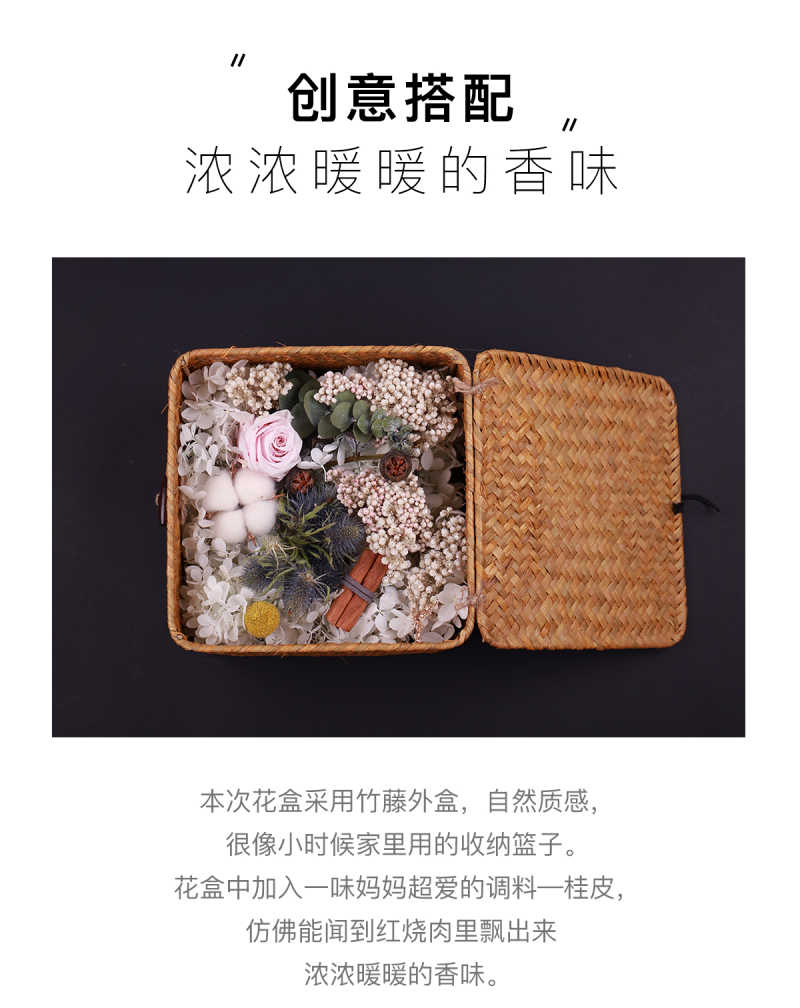 〃
创意搭配
〃
浓浓暖暖的香味
本次花盒采用竹藤外盒，自然质感，
很像小时候家里用的收纳篮子。
花盒中加入一味妈妈超爱的调料—桂皮，
仿佛能闻到红烧肉里飘出来
浓浓暖暖的香味。